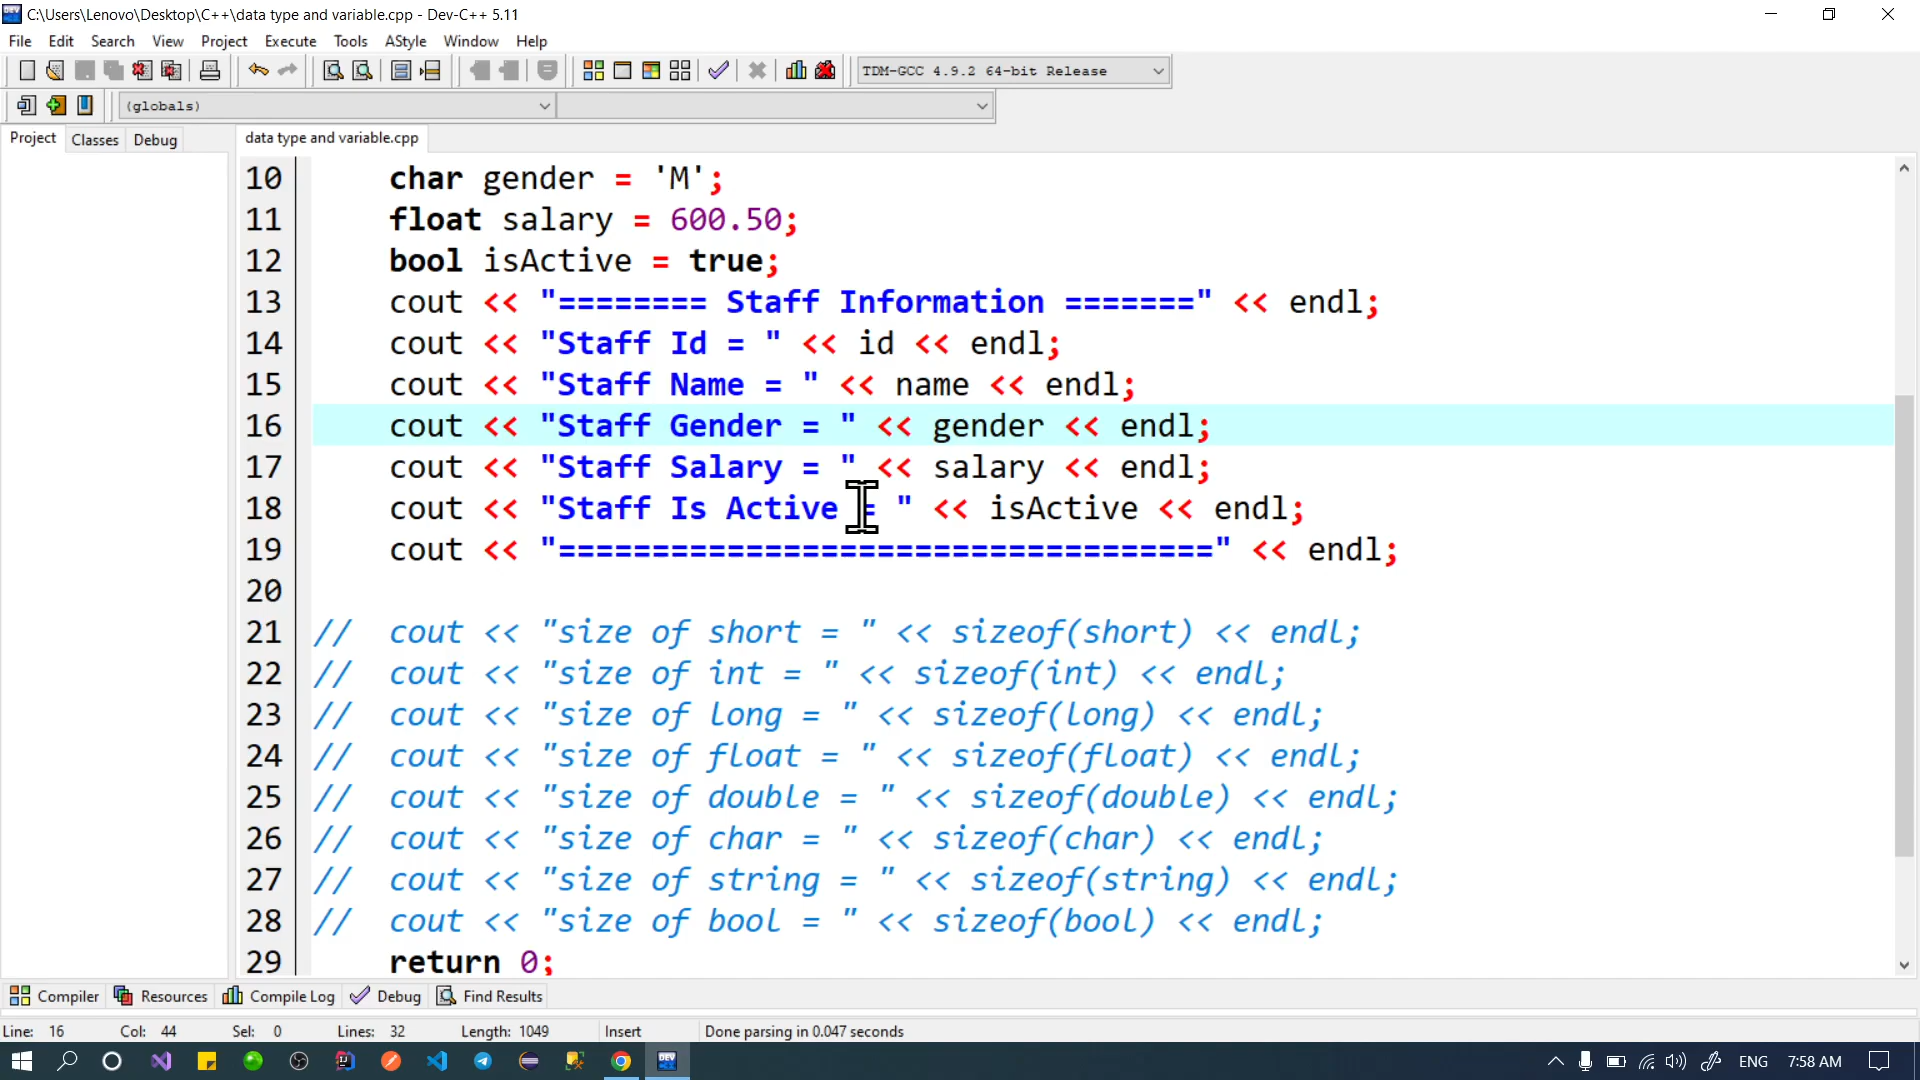 C:\Users\Lenovo\Desktop\C++\data type and variable.cpp - Dev-C++ 5.11
File Edit Search View Project Execute Tools AStyle Window Help
TDM-GCC 4.9.2 64-bit Release
(globals)
Project Classes Debug
data type and variable.cpp
10 char gender = 'M';
11 float salary = 600.50;
12 bool isActive = true;
13 cout << "======== Staff Information =======" << endl;
14 cout << "Staff Id = " << id << endl;
15 cout << "Staff Name = " << name << endl;
16 cout << "Staff Gender = " << gender << endl;
17 cout << "Staff Salary = " << salary << endl;
18 cout << "Staff Is Active = " << isActive << endl;
19 cout << "===================================" << endl;
20
21 // cout << "size of short = " << sizeof(short) << endl;
22 // cout << "size of int = " << sizeof(int) << endl;
23 // cout << "size of long = " << sizeof(long) << endl;
24 // cout << "size of float = " << sizeof(float) << endl;
25 // cout << "size of double = " << sizeof(double) << endl;
26 // cout << "size of char = " << sizeof(char) << endl;
27 // cout << "size of string = " << sizeof(string) << endl;
28 // cout << "size of bool = " << sizeof(bool) << endl;
29 return 0;
Compiler Resources Compile Log Debug Find Results
Line: 16 Col: 44 Sel: 0 Lines: 32 Length: 1049 Insert Done parsing in 0.047 seconds
DEV ENG 7:58 AM